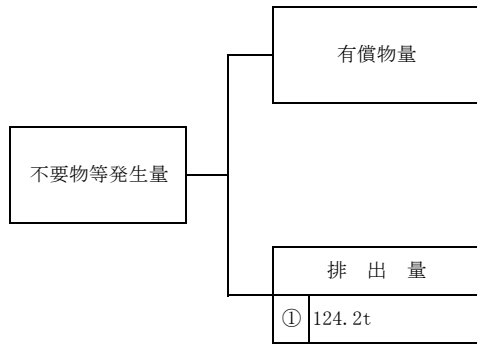 有償物量
不要物等発生量
排 出 量
① 124.2t